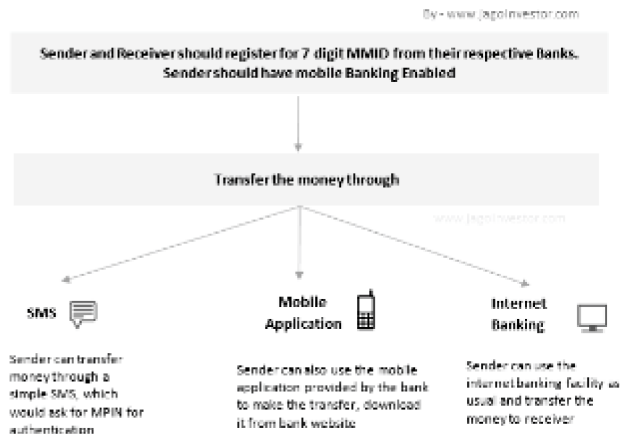 By - www.jagoinvestor.com
Sender and Receiver should register for 7 digit MMID from their respective Banks.
Sender should have mobile Banking Enabled
Transfer the money through
www.jagoinvestor.com
SMS
Mobile
Application
Internet
Banking
Sender can transfer
money through a
simple SMS, which
would ask for MPIN for
authentication
Sender can also use the mobile
application provided by the bank
to make the transfer, download
it from bank website
Sender can use the
internet banking facility as
usual and transfer the
money to receiver